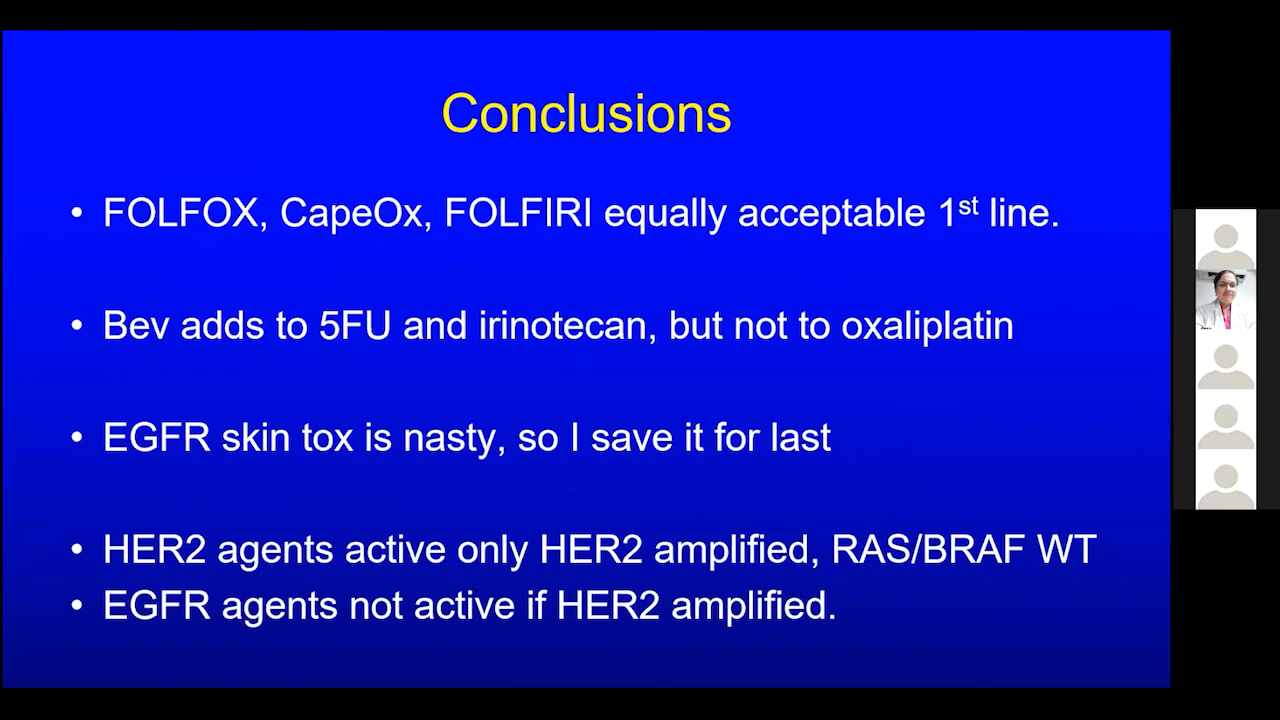 Conclusions
• FOLFOX, CapeOx, FOLFIRI equally acceptable 1st line.
• Bev adds to 5FU and irinotecan, but not to oxaliplatin
• EGFR skin tox is nasty, so I save it for last
• HER2 agents active only HER2 amplified, RAS/BRAF WT
• EGFR agents not active if HER2 amplified.